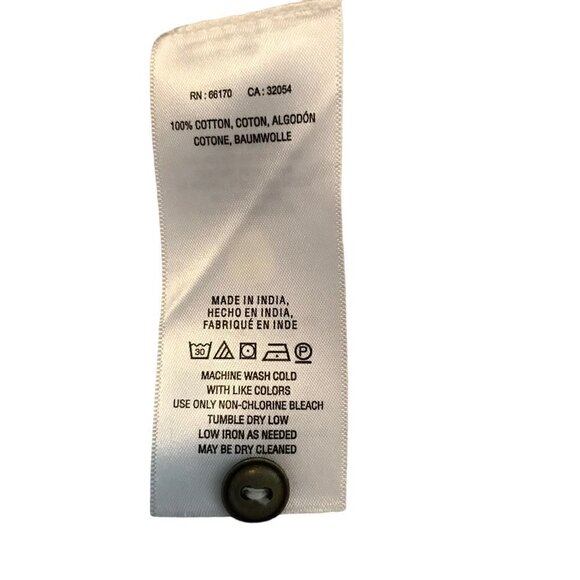 RN : 66170 CA : 32054
100% COTTON, COTON, ALGODÓN
COTONE, BAUMWOLLE
MADE IN INDIA,
HECHO EN INDIA,
FABRIQUÉ EN INDE
30 P
MACHINE WASH COLD
WITH LIKE COLORS
USE ONLY NON-CHLORINE BLEACH
TUMBLE DRY LOW
LOW IRON AS NEEDED
MAY BE DRY CLEANED